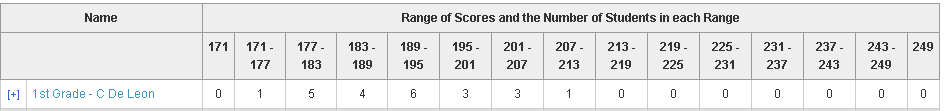 Name Range of Scores and the Number of Students in each Range
171 171 - 177 177 - 183 183 - 189 189 - 195 195 - 201 201 - 207 207 - 213 213 - 219 219 - 225 225 - 231 231 - 237 237 - 243 243 - 249 249
[+] 1st Grade - C De Leon 0 1 5 4 6 3 3 1 0 0 0 0 0 0 0